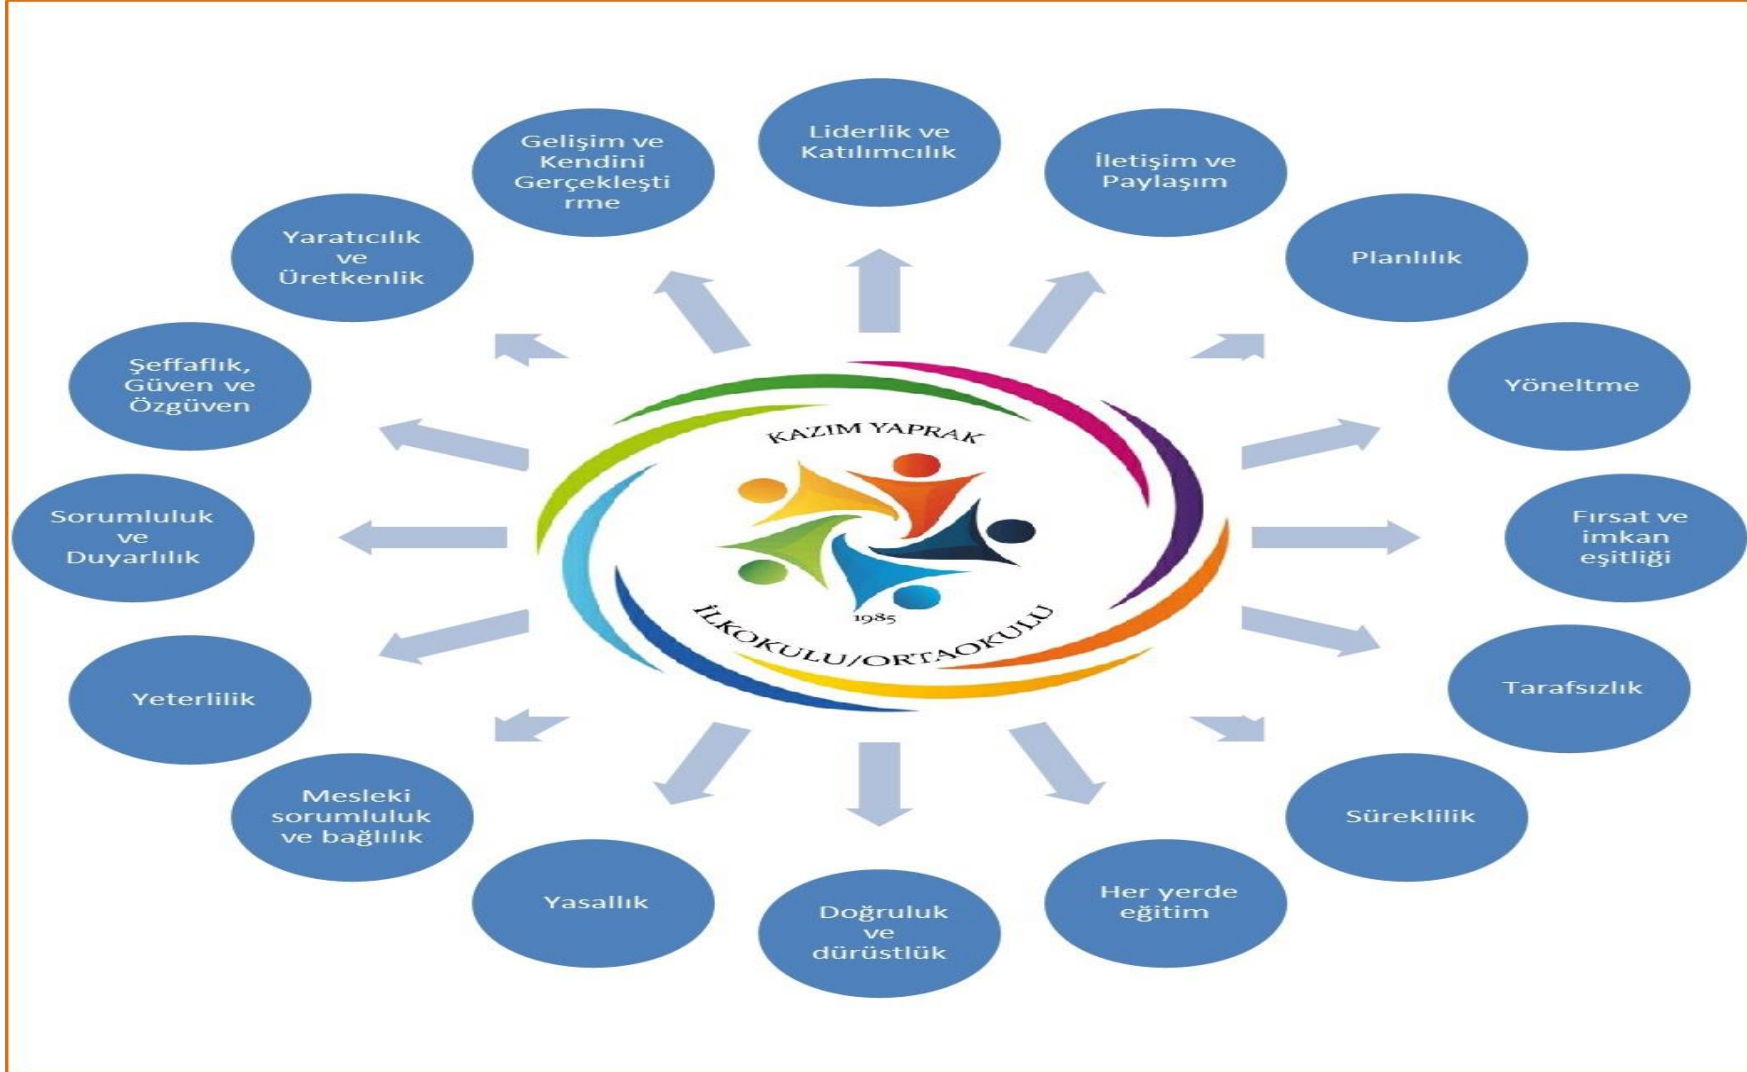 Liderlik ve
Katılımcılık
İletişim ve
Paylaşım
Planlılık
Yöneltme
Fırsat ve
imkan
eşitliği
Tarafsızlık
Süreklilik
Her yerde
eğitim
Doğruluk
ve
dürüstlük
Yasallık
Mesleki
sorumluluk
ve bağlılık
Yeterlilik
Sorumluluk
ve
Duyarlılık
Şeffaflık,
Güven ve
Özgüven
Yaratıcılık
ve
Üretkenlik
Gelişim ve
Kendini
Gerçekleşti
rme
KAZIM YAPRAK
1985
İLKOKULU/ORTAOKULU